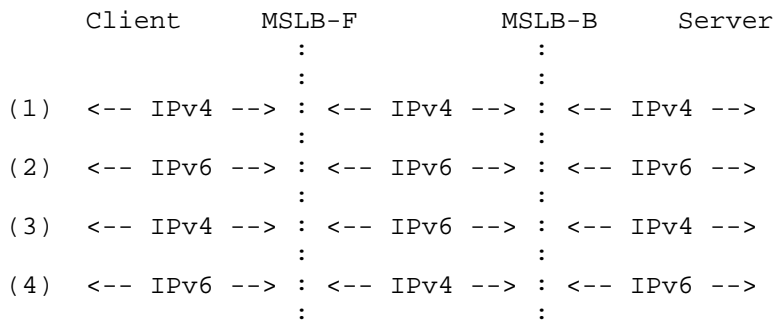 Client MSLB-F MSLB-B Server
: :
: :
(1) <-- IPv4 --> : <-- IPv4 --> : <-- IPv4 -->
: :
(2) <-- IPv6 --> : <-- IPv6 --> : <-- IPv6 -->
: :
(3) <-- IPv4 --> : <-- IPv6 --> : <-- IPv4 -->
: :
(4) <-- IPv6 --> : <-- IPv4 --> : <-- IPv6 -->
: :